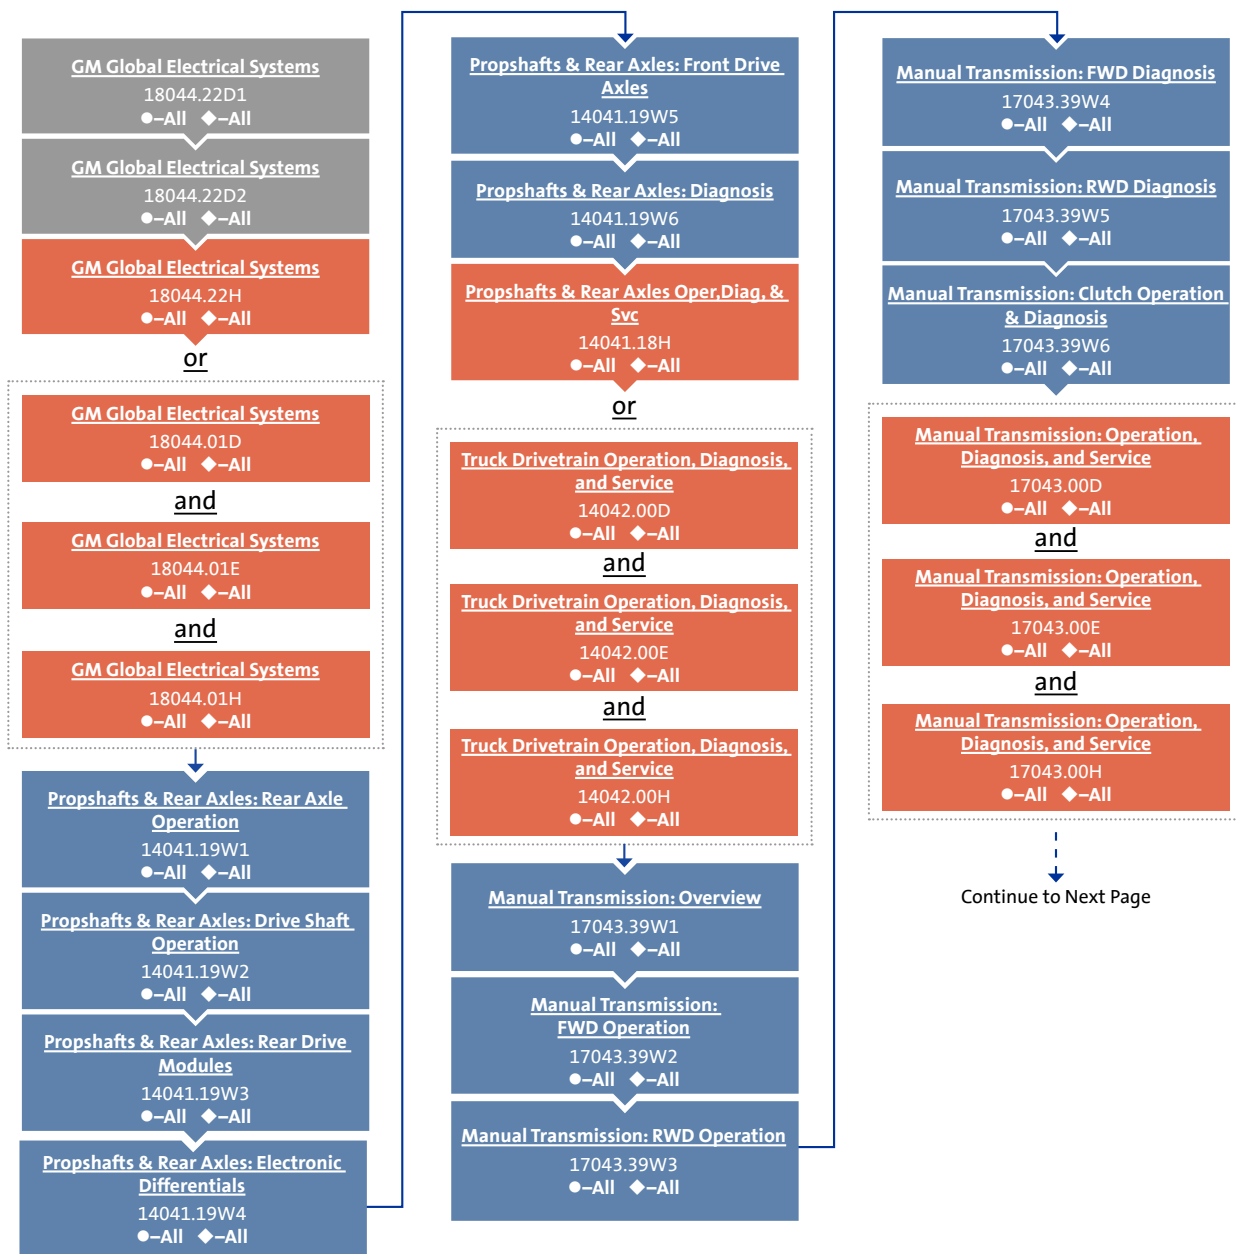 GM Global Electrical Systems
18044.22D1
●–All ◆–All
GM Global Electrical Systems
18044.22D2
●–All ◆–All
GM Global Electrical Systems
18044.22H
●–All ◆–All
or
GM Global Electrical Systems
18044.01D
●–All ◆–All
and
GM Global Electrical Systems
18044.01E
●–All ◆–All
and
GM Global Electrical Systems
18044.01H
●–All ◆–All
Propshafts & Rear Axles: Rear Axle
Operation
14041.19W1
●–All ◆–All
Propshafts & Rear Axles: Drive Shaft
Operation
14041.19W2
●–All ◆–All
Propshafts & Rear Axles: Rear Drive
Modules
14041.19W3
●–All ◆–All
Propshafts & Rear Axles: Electronic
Differentials
14041.19W4
●–All ◆–All
Propshafts & Rear Axles: Front Drive
Axles
14041.19W5
●–All ◆–All
Propshafts & Rear Axles: Diagnosis
14041.19W6
●–All ◆–All
Propshafts & Rear Axles Oper,Diag, &
Svc
14041.18H
●–All ◆–All
or
Truck Drivetrain Operation, Diagnosis,
and Service
14042.00D
●–All ◆–All
and
Truck Drivetrain Operation, Diagnosis,
and Service
14042.00E
●–All ◆–All
and
Truck Drivetrain Operation, Diagnosis,
and Service
14042.00H
●–All ◆–All
Manual Transmission: Overview
17043.39W1
●–All ◆–All
Manual Transmission:
FWD Operation
17043.39W2
●–All ◆–All
Manual Transmission: RWD Operation
17043.39W3
●–All ◆–All
Manual Transmission: FWD Diagnosis
17043.39W4
●–All ◆–All
Manual Transmission: RWD Diagnosis
17043.39W5
●–All ◆–All
Manual Transmission: Clutch Operation
& Diagnosis
17043.39W6
●–All ◆–All
Manual Transmission: Operation,
Diagnosis, and Service
17043.00D
●–All ◆–All
and
Manual Transmission: Operation,
Diagnosis, and Service
17043.00E
●–All ◆–All
and
Manual Transmission: Operation,
Diagnosis, and Service
17043.00H
●–All ◆–All
Continue to Next Page